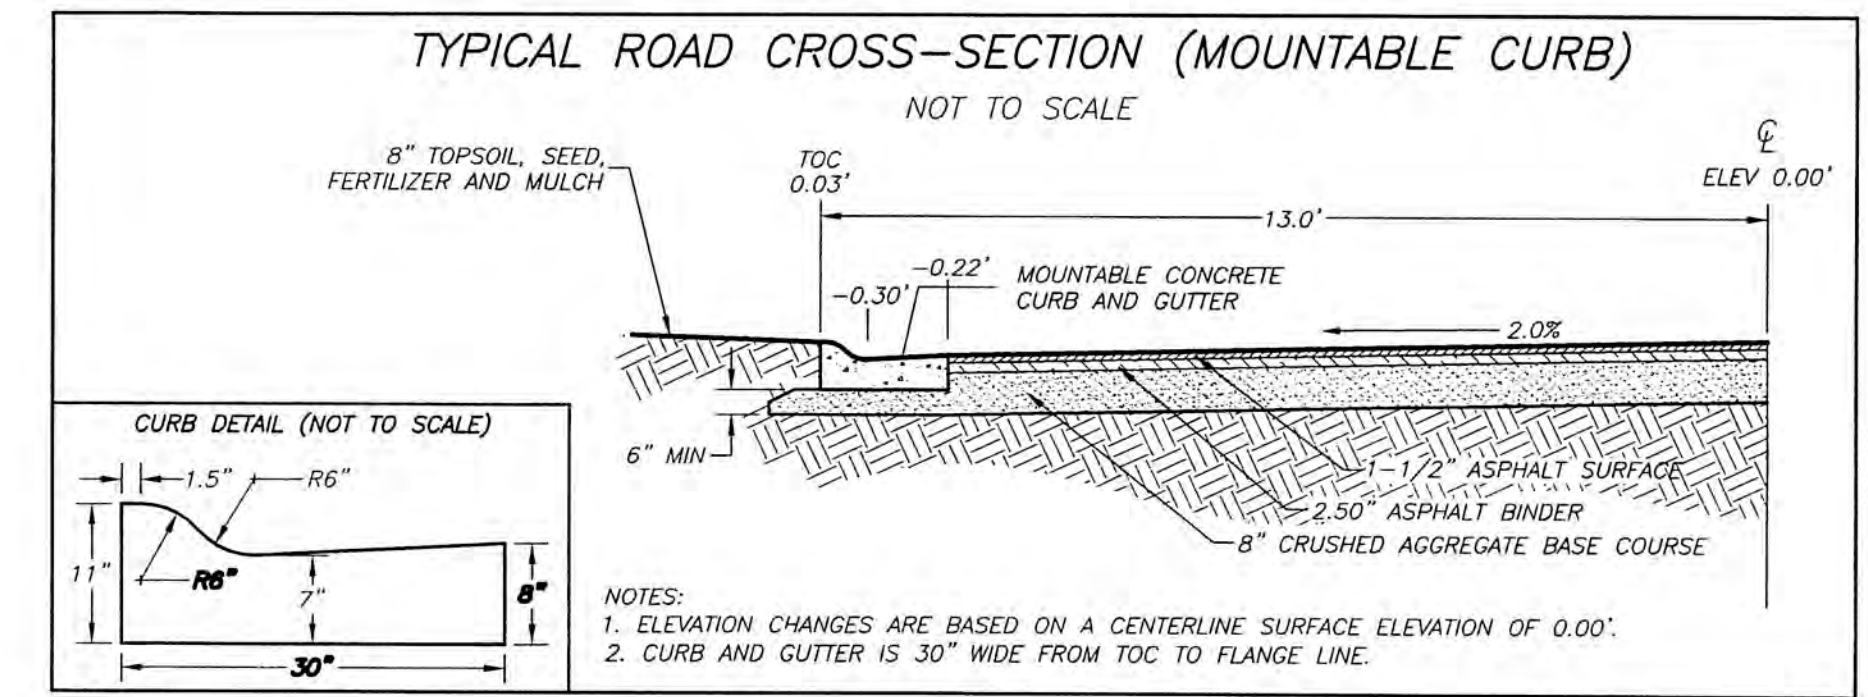 TYPICAL ROAD CROSS-SECTION (MOUNTABLE CURB)
NOT TO SCALE
8" TOPSOIL, SEED,
FERTILIZER AND MULCH
TOC
0.03'
℄
ELEV 0.00'
13.0'
-0.22'
-0.30'
MOUNTABLE CONCRETE
CURB AND GUTTER
2.0%
6" MIN
1-1/2" ASPHALT SURFACE
2.50" ASPHALT BINDER
8" CRUSHED AGGREGATE BASE COURSE
CURB DETAIL (NOT TO SCALE)
1.5"
R6"
11"
R6"
7"
8"
30"
NOTES:
1. ELEVATION CHANGES ARE BASED ON A CENTERLINE SURFACE ELEVATION OF 0.00'.
2. CURB AND GUTTER IS 30" WIDE FROM TOC TO FLANGE LINE.